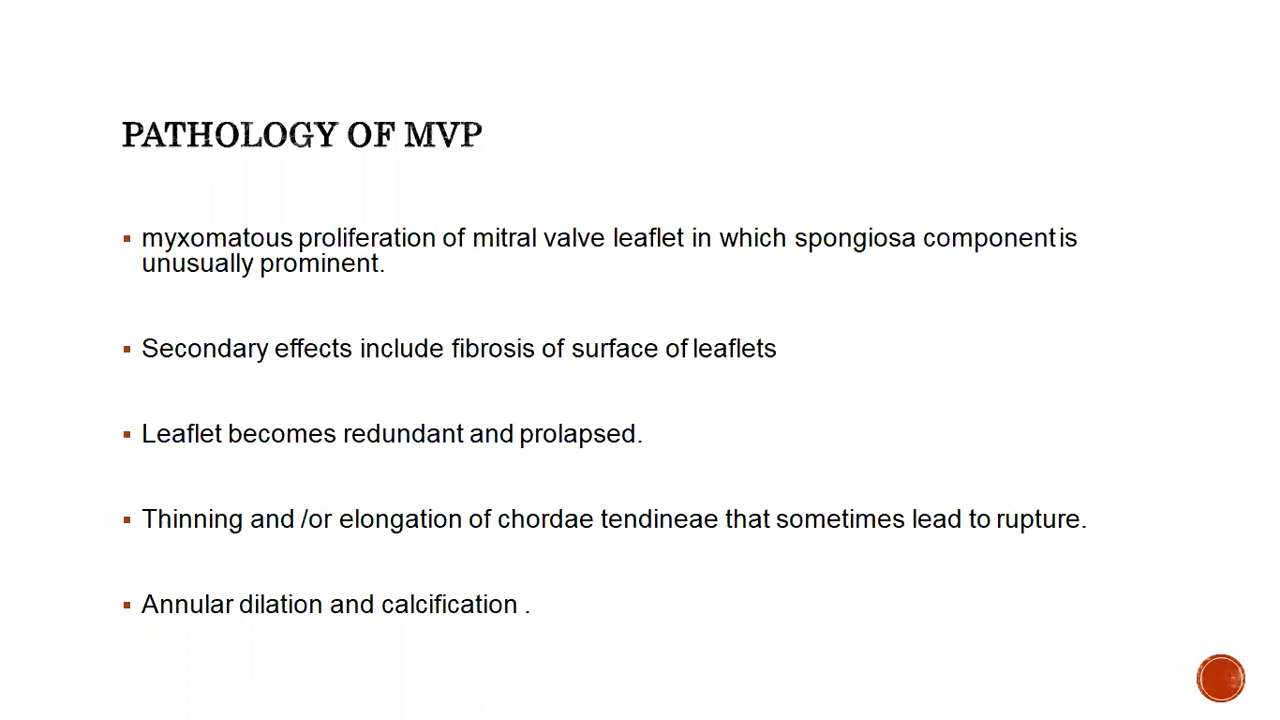 PATHOLOGY OF MVP
▪ myxomatous proliferation of mitral valve leaflet in which spongiosa component is
unusually prominent.
▪ Secondary effects include fibrosis of surface of leaflets
▪ Leaflet becomes redundant and prolapsed.
▪ Thinning and /or elongation of chordae tendineae that sometimes lead to rupture.
▪ Annular dilation and calcification .